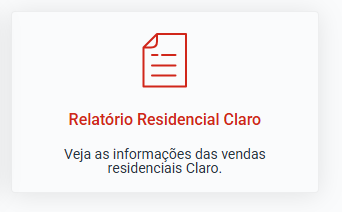 Relatório Residencial Claro
Veja as informações das vendas
residenciais Claro.